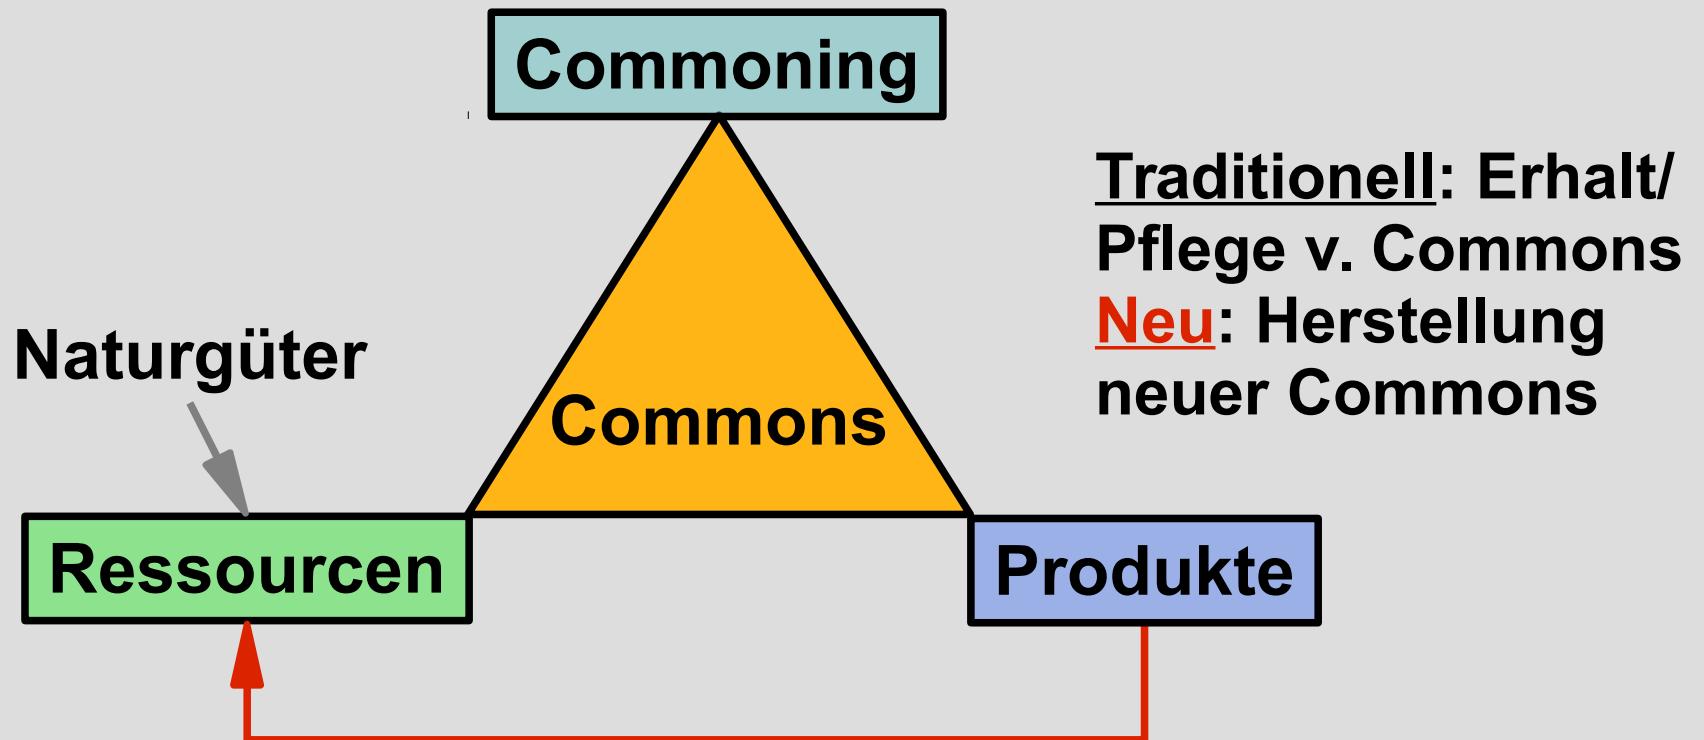 Commoning
Traditionell: Erhalt/
Pflege v. Commons
Neu: Herstellung
neuer Commons
Naturgüter
Commons
Ressourcen
Produkte